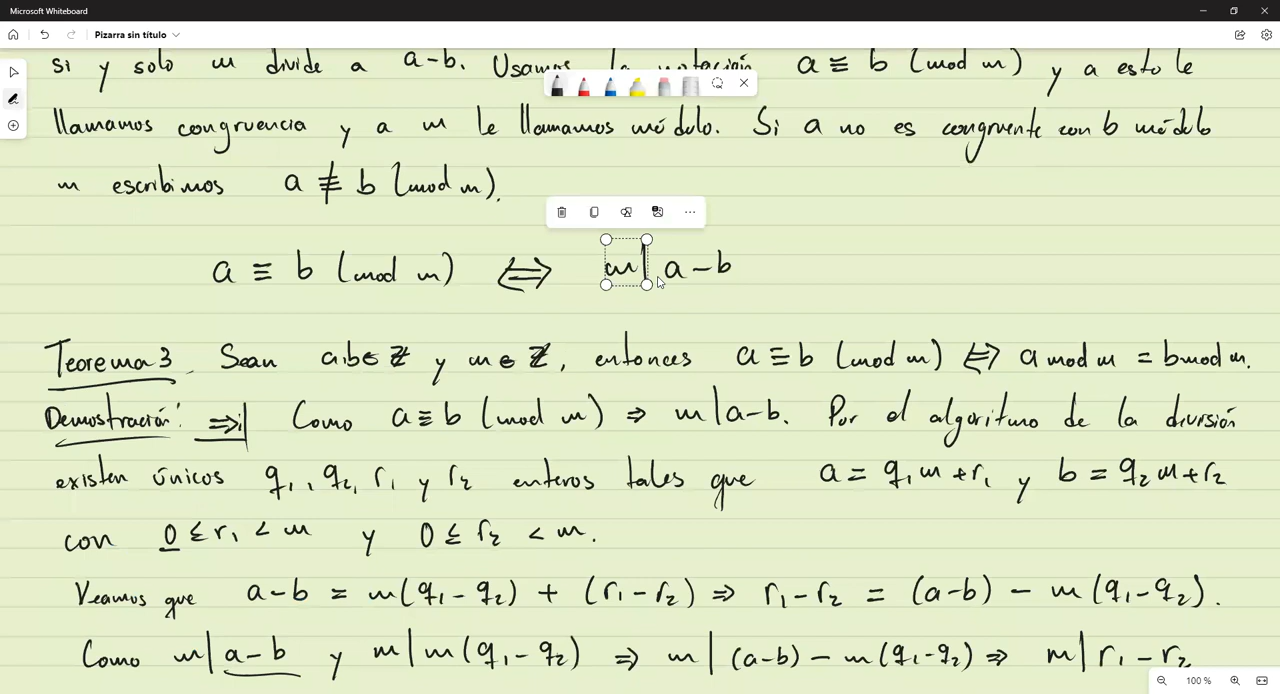 Microsoft Whiteboard
Pizarra sin título
si y solo m divide a a-b. Usamos la notación a ≡ b (mod m) y a esto le
llamamos congruencia y a m le llamamos módulo. Si a no es congruente con b módulo
m escribimos a ≢ b (mod m).
a ≡ b (mod m) ⟺ m | a-b
Teorema 3. Sean a,b∈ℤ y m∈ℤ, entonces a ≡ b (mod m) ⟺ a mod m = b mod m.
Demostración: ⇒| Como a ≡ b (mod m) ⇒ m | a-b. Por el algoritmo de la división
existen únicos q₁, q₂, r₁ y r₂ enteros tales que a = q₁m + r₁ y b = q₂m + r₂
con 0 ≤ r₁ < m y 0 ≤ r₂ < m.
Veamos que a-b = m(q₁-q₂) + (r₁-r₂) ⇒ r₁-r₂ = (a-b) - m(q₁-q₂).
Como m | a-b y m | m(q₁-q₂) ⇒ m | (a-b) - m(q₁-q₂) ⇒ m | r₁-r₂
100 %